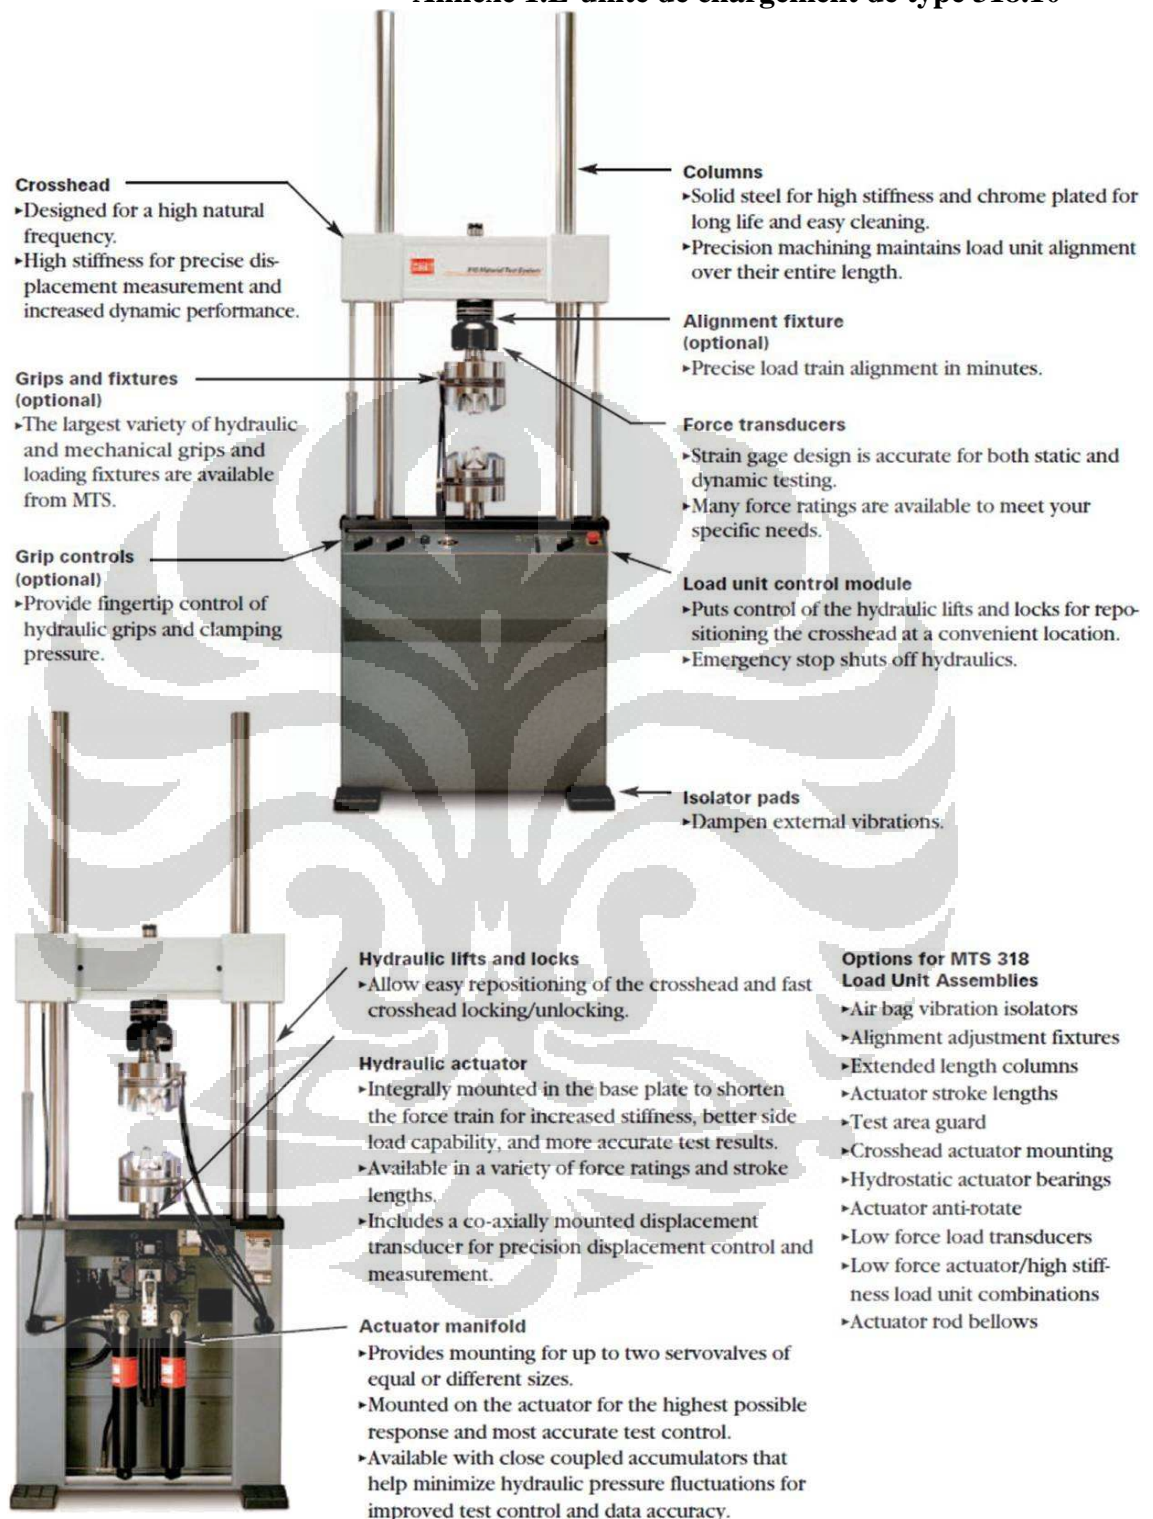 Annexe 1.L'unité de chargement de type 318.10
Crosshead
▸Designed for a high natural
frequency.
▸High stiffness for precise dis-
placement measurement and
increased dynamic performance.
Grips and fixtures
(optional)
▸The largest variety of hydraulic
and mechanical grips and
loading fixtures are available
from MTS.
Grip controls
(optional)
▸Provide fingertip control of
hydraulic grips and clamping
pressure.
810 Material Test System
Columns
▸Solid steel for high stiffness and chrome plated for
long life and easy cleaning.
▸Precision machining maintains load unit alignment
over their entire length.
Alignment fixture
(optional)
▸Precise load train alignment in minutes.
Force transducers
▸Strain gage design is accurate for both static and
dynamic testing.
▸Many force ratings are available to meet your
specific needs.
Load unit control module
▸Puts control of the hydraulic lifts and locks for repo-
sitioning the crosshead at a convenient location.
▸Emergency stop shuts off hydraulics.
Isolator pads
▸Dampen external vibrations.
Hydraulic lifts and locks
▸Allow easy repositioning of the crosshead and fast
crosshead locking/unlocking.
Hydraulic actuator
▸Integrally mounted in the base plate to shorten
the force train for increased stiffness, better side
load capability, and more accurate test results.
▸Available in a variety of force ratings and stroke
lengths.
▸Includes a co-axially mounted displacement
transducer for precision displacement control and
measurement.
Actuator manifold
▸Provides mounting for up to two servovalves of
equal or different sizes.
▸Mounted on the actuator for the highest possible
response and most accurate test control.
▸Available with close coupled accumulators that
help minimize hydraulic pressure fluctuations for
improved test control and data accuracy.
Options for MTS 318
Load Unit Assemblies
▸Air bag vibration isolators
▸Alignment adjustment fixtures
▸Extended length columns
▸Actuator stroke lengths
▸Test area guard
▸Crosshead actuator mounting
▸Hydrostatic actuator bearings
▸Actuator anti-rotate
▸Low force load transducers
▸Low force actuator/high stiff-
ness load unit combinations
▸Actuator rod bellows